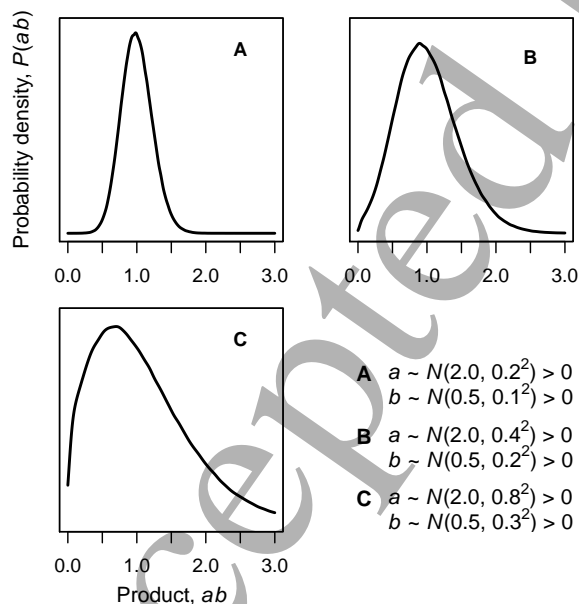 Probability density, P(ab)
A
B
0.0 1.0 2.0 3.0
0.0 1.0 2.0 3.0
C
0.0 1.0 2.0 3.0
Product, ab
A a ~ N(2.0, 0.2²) > 0
b ~ N(0.5, 0.1²) > 0
B a ~ N(2.0, 0.4²) > 0
b ~ N(0.5, 0.2²) > 0
C a ~ N(2.0, 0.8²) > 0
b ~ N(0.5, 0.3²) > 0
cepted